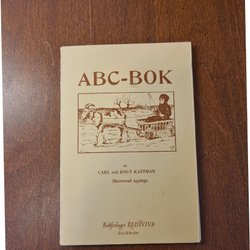 ABC-BOK
av
CARL och KNUT KASTMAN
Illustrerad upplaga
Bokförlaget REDIVIVA
Stockholm